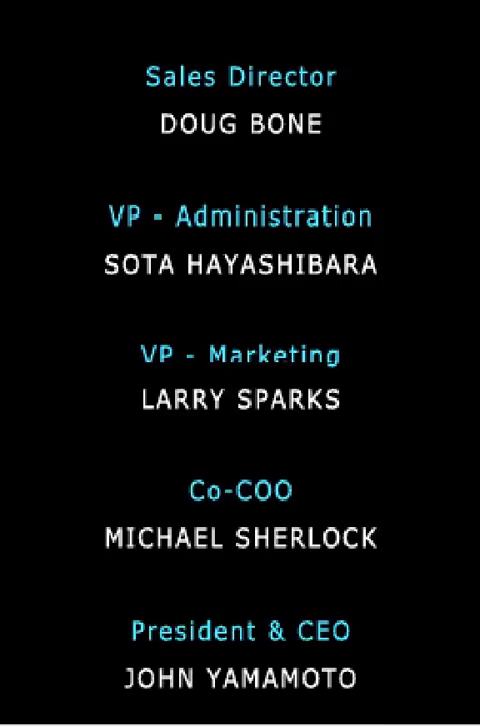 Sales Director
DOUG BONE
VP - Administration
SOTA HAYASHIBARA
VP - Marketing
LARRY SPARKS
Co-COO
MICHAEL SHERLOCK
President & CEO
JOHN YAMAMOTO